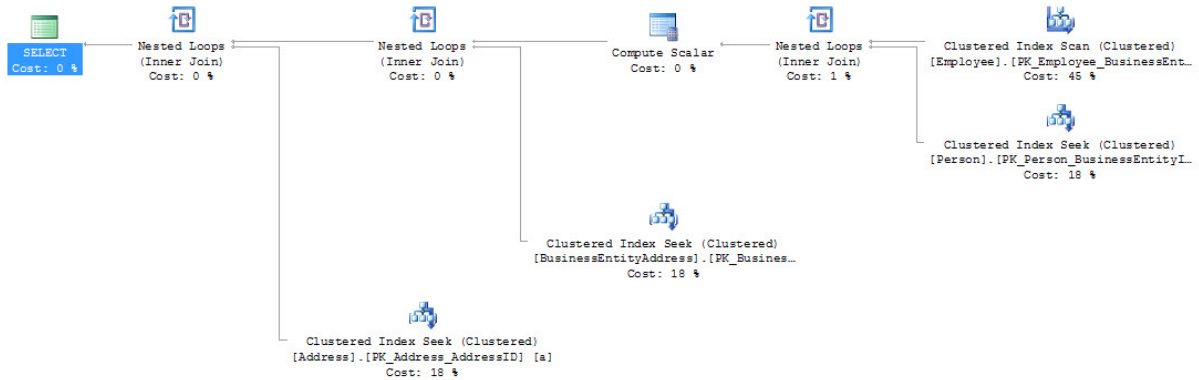 SELECT
Cost: 0 %
Nested Loops
(Inner Join)
Cost: 0 %
Nested Loops
(Inner Join)
Cost: 0 %
Compute Scalar
Cost: 0 %
Nested Loops
(Inner Join)
Cost: 1 %
Clustered Index Scan (Clustered)
[Employee].[PK_Employee_BusinessEnt…
Cost: 45 %
Clustered Index Seek (Clustered)
[Person].[PK_Person_BusinessEntityI…
Cost: 18 %
Clustered Index Seek (Clustered)
[BusinessEntityAddress].[PK_Busines…
Cost: 18 %
Clustered Index Seek (Clustered)
[Address].[PK_Address_AddressID] [a]
Cost: 18 %